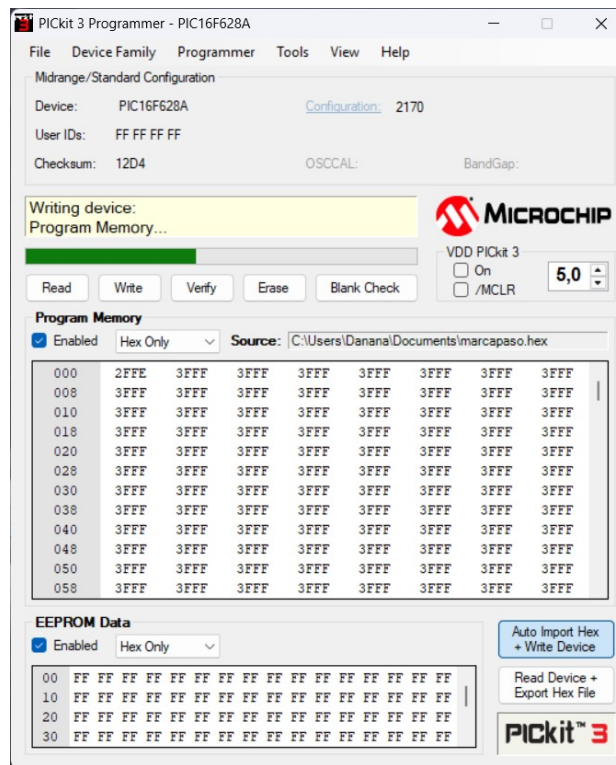 PICkit 3 Programmer - PIC16F628A
File Device Family Programmer Tools View Help
Midrange/Standard Configuration
Device: PIC16F628A Configuration: 2170
User IDs: FF FF FF FF
Checksum: 12D4 OSCCAL: BandGap:
Writing device:
Program Memory...
MICROCHIP
VDD PICkit 3
On
/MCLR
5,0
Read Write Verify Erase Blank Check
Program Memory
Enabled Hex Only Source: C:\Users\Danana\Documents\marcapaso.hex
000 2FFE 3FFF 3FFF 3FFF 3FFF 3FFF 3FFF 3FFF
008 3FFF 3FFF 3FFF 3FFF 3FFF 3FFF 3FFF 3FFF
010 3FFF 3FFF 3FFF 3FFF 3FFF 3FFF 3FFF 3FFF
018 3FFF 3FFF 3FFF 3FFF 3FFF 3FFF 3FFF 3FFF
020 3FFF 3FFF 3FFF 3FFF 3FFF 3FFF 3FFF 3FFF
028 3FFF 3FFF 3FFF 3FFF 3FFF 3FFF 3FFF 3FFF
030 3FFF 3FFF 3FFF 3FFF 3FFF 3FFF 3FFF 3FFF
038 3FFF 3FFF 3FFF 3FFF 3FFF 3FFF 3FFF 3FFF
040 3FFF 3FFF 3FFF 3FFF 3FFF 3FFF 3FFF 3FFF
048 3FFF 3FFF 3FFF 3FFF 3FFF 3FFF 3FFF 3FFF
050 3FFF 3FFF 3FFF 3FFF 3FFF 3FFF 3FFF 3FFF
058 3FFF 3FFF 3FFF 3FFF 3FFF 3FFF 3FFF 3FFF
EEPROM Data
Enabled Hex Only
00 FF FF FF FF FF FF FF FF FF FF FF FF FF FF FF FF
10 FF FF FF FF FF FF FF FF FF FF FF FF FF FF FF FF
20 FF FF FF FF FF FF FF FF FF FF FF FF FF FF FF FF
30 FF FF FF FF FF FF FF FF FF FF FF FF FF FF FF FF
Auto Import Hex
+ Write Device
Read Device +
Export Hex File
PICkit™ 3